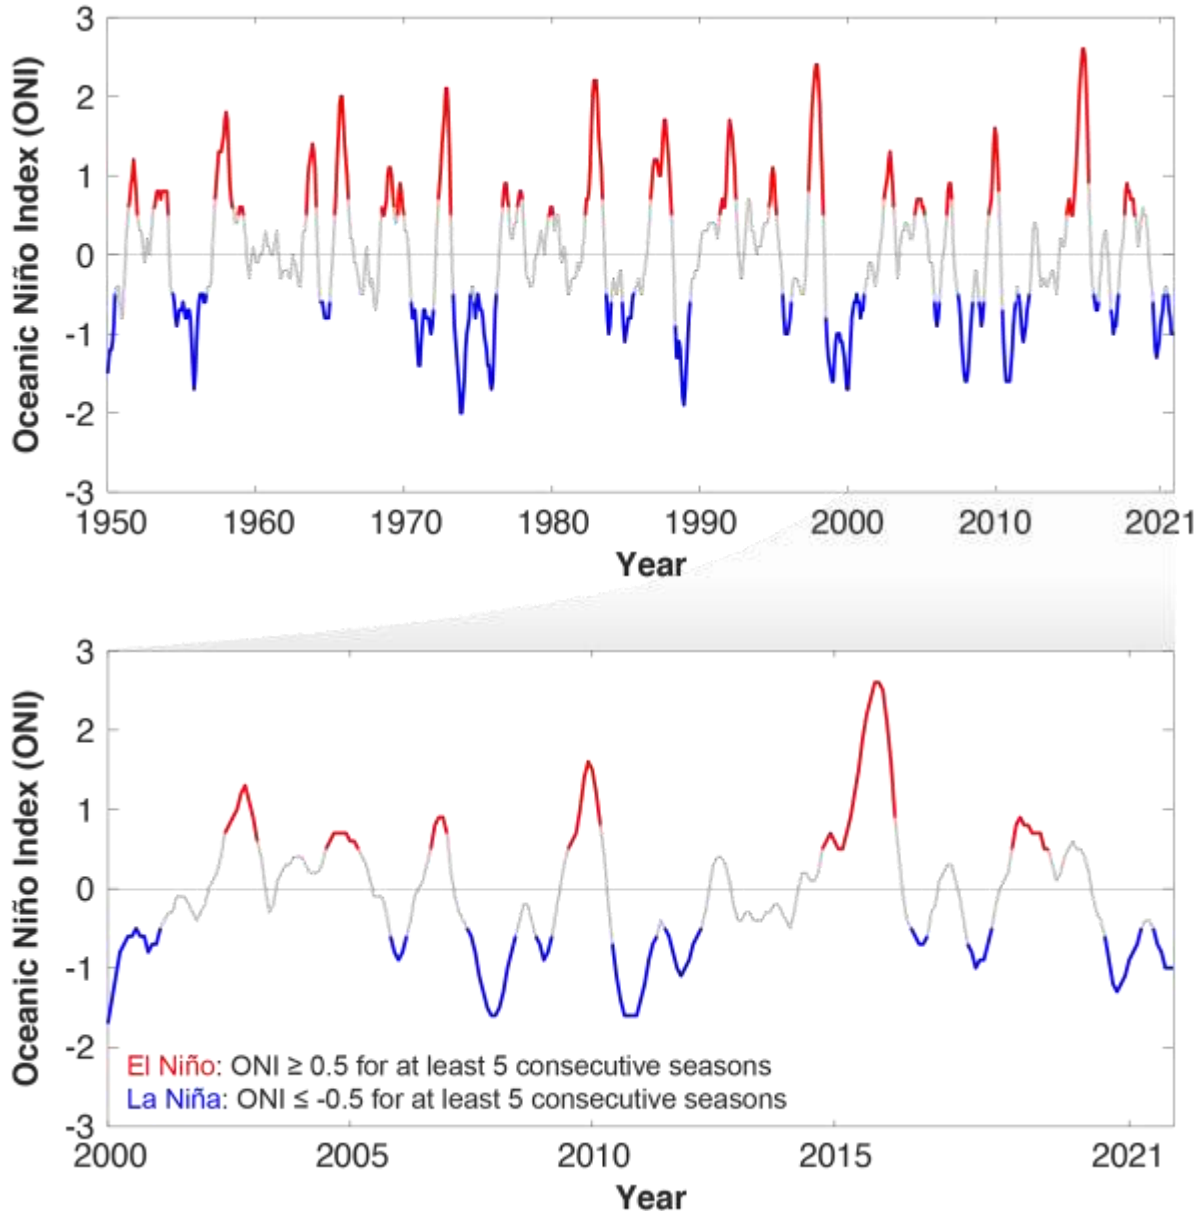 Oceanic Niño Index (ONI)
3
2
1
0
-1
-2
-3
1950 1960 1970 1980 1990 2000 2010 2021
Year
Oceanic Niño Index (ONI)
3
2
1
0
-1
-2
-3
El Niño: ONI ≥ 0.5 for at least 5 consecutive seasons
La Niña: ONI ≤ -0.5 for at least 5 consecutive seasons
2000 2005 2010 2015 2021
Year